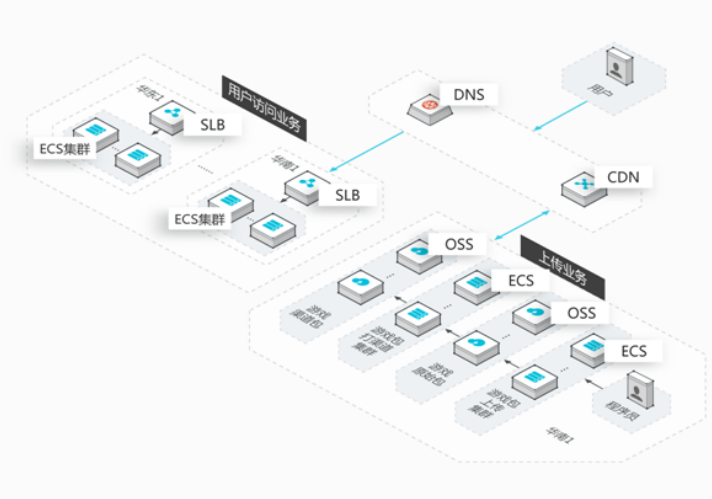 用户
DNS
CDN
用户访问业务
华东1
SLB
ECS集群
......
华南1
SLB
ECS集群
上传业务
OSS
...
游戏
渠道包
ECS
...
游戏包
打渠道
集群
OSS
...
游戏
原始包
ECS
...
游戏包
上传
集群
程序员
华南1